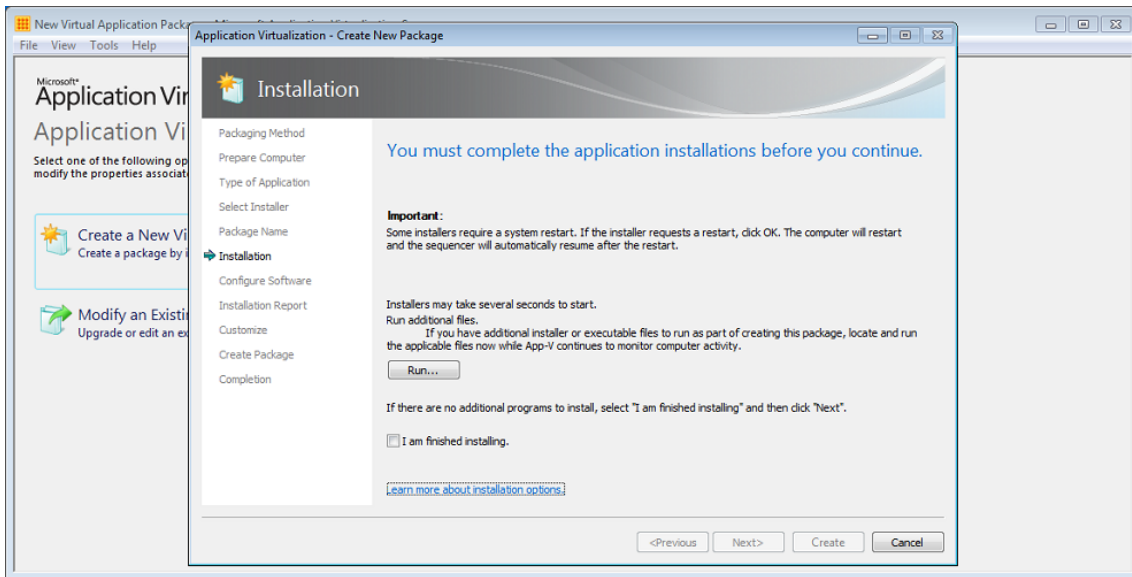 New Virtual Application Packa
File View Tools Help
Microsoft
Application Vir
Application Vi
Select one of the following op
modify the properties associat
Create a New Vi
Create a package by i
Modify an Existi
Upgrade or edit an ex
Application Virtualization - Create New Package
Installation
Packaging Method
Prepare Computer
Type of Application
Select Installer
Package Name
Installation
Configure Software
Installation Report
Customize
Create Package
Completion
You must complete the application installations before you continue.
Important:
Some installers require a system restart. If the installer requests a restart, click OK. The computer will restart
and the sequencer will automatically resume after the restart.
Installers may take several seconds to start.
Run additional files.
If you have additional installer or executable files to run as part of creating this package, locate and run
the applicable files now while App-V continues to monitor computer activity.
Run...
If there are no additional programs to install, select "I am finished installing" and then click "Next".
I am finished installing.
Learn more about installation options.
<Previous Next> Create Cancel